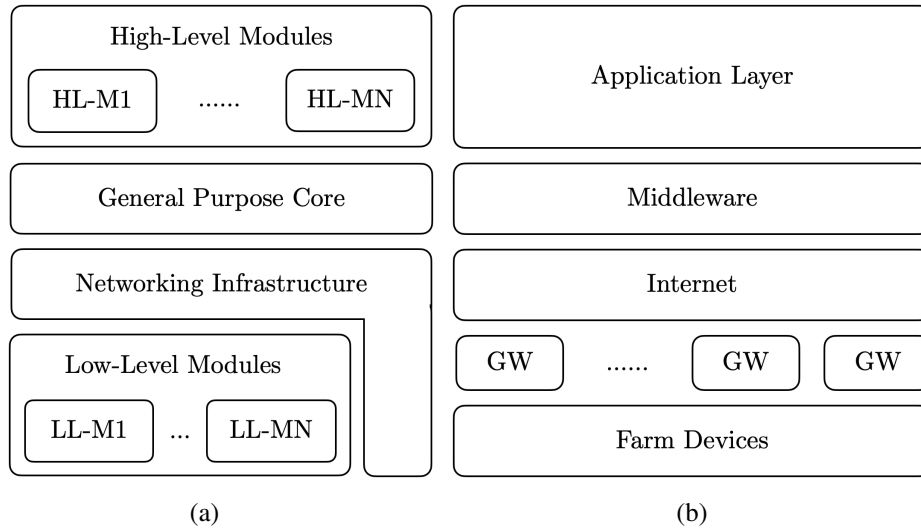 High-Level Modules
HL-M1 ...... HL-MN
General Purpose Core
Networking Infrastructure
Low-Level Modules
LL-M1 ... LL-MN
(a)
Application Layer
Middleware
Internet
GW ...... GW GW
Farm Devices
(b)